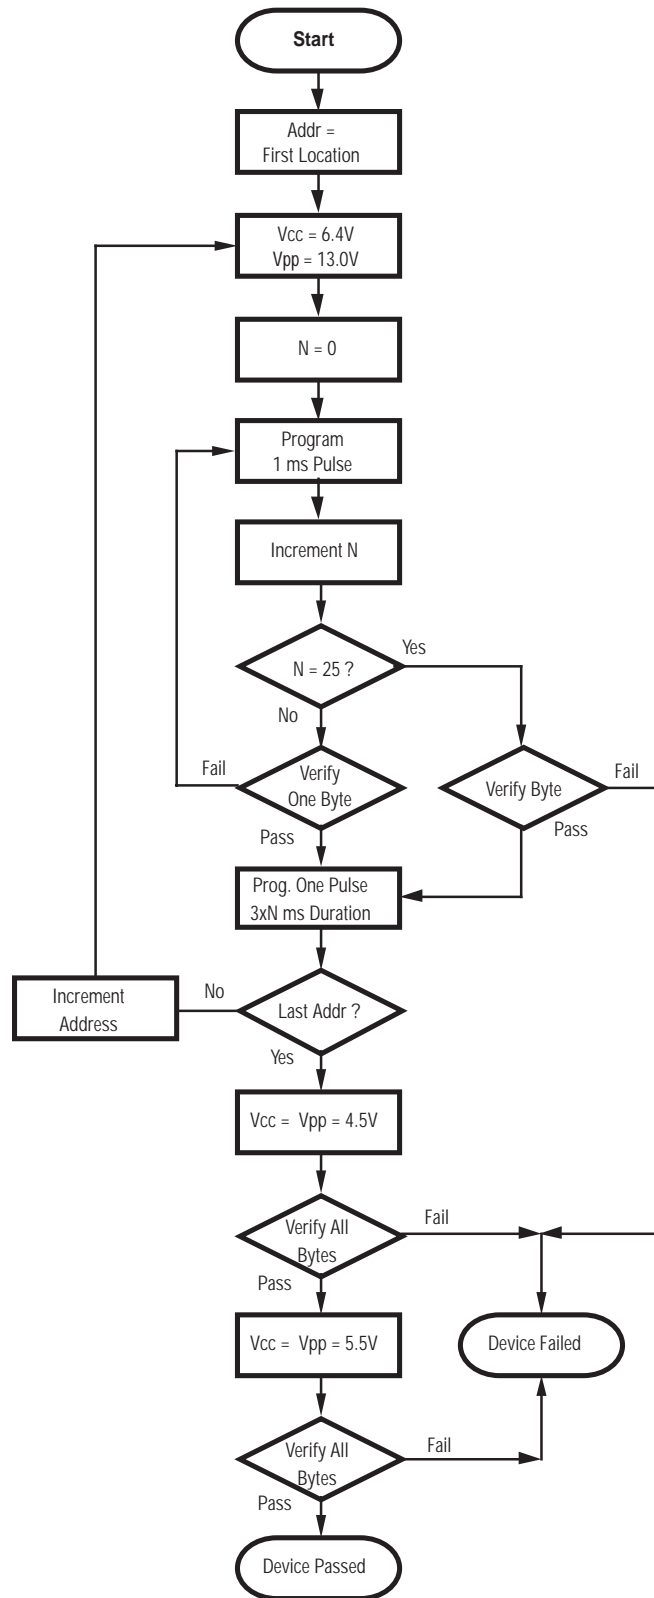 Start
Addr =
First Location
Vcc = 6.4V
Vpp = 13.0V
N = 0
Program
1 ms Pulse
Increment N
N = 25 ?
Yes
No
Fail
Verify
One Byte
Verify Byte
Fail
Pass
Pass
Prog. One Pulse
3xN ms Duration
Increment
Address
No
Last Addr ?
Yes
Vcc = Vpp = 4.5V
Verify All
Bytes
Fail
Pass
Vcc = Vpp = 5.5V
Device Failed
Verify All
Bytes
Fail
Pass
Device Passed